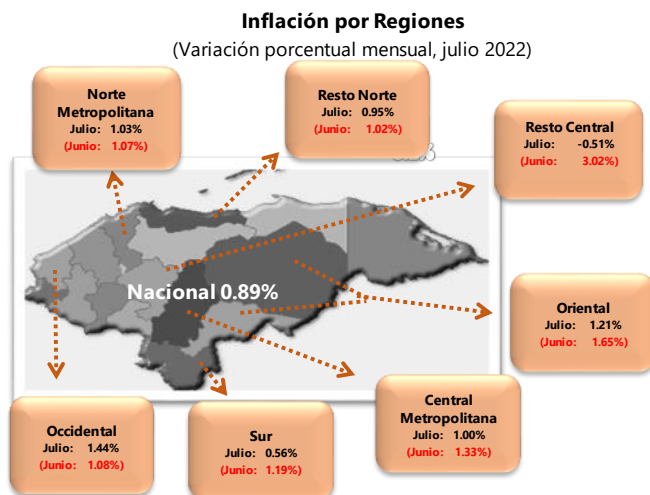 Inflación por Regiones
(Variación porcentual mensual, julio 2022)
Norte
Metropolitana
Julio: 1.03%
(Junio: 1.07%)
Resto Norte
Julio: 0.95%
(Junio: 1.02%)
Resto Central
Julio: -0.51%
(Junio: 3.02%)
Nacional 0.89%
Oriental
Julio: 1.21%
(Junio: 1.65%)
Occidental
Julio: 1.44%
(Junio: 1.08%)
Sur
Julio: 0.56%
(Junio: 1.19%)
Central
Metropolitana
Julio: 1.00%
(Junio: 1.33%)